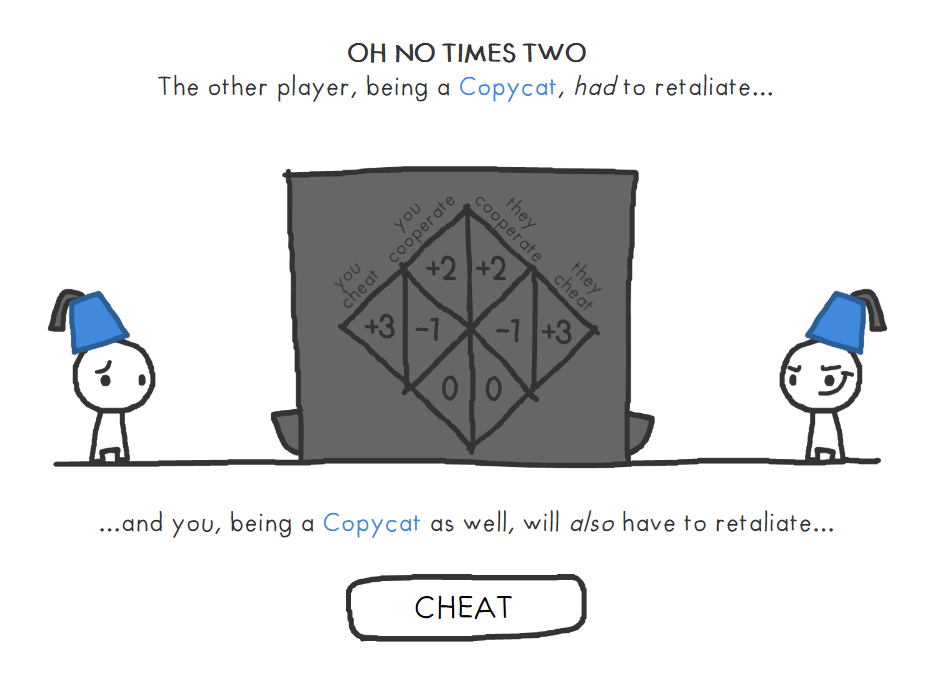 OH NO TIMES TWO
The other player, being a Copycat, had to retaliate...
you cooperate
they cooperate
you cheat
they cheat
+2 +2
+3 -1 -1 +3
0 0
...and you, being a Copycat as well, will also have to retaliate...
CHEAT